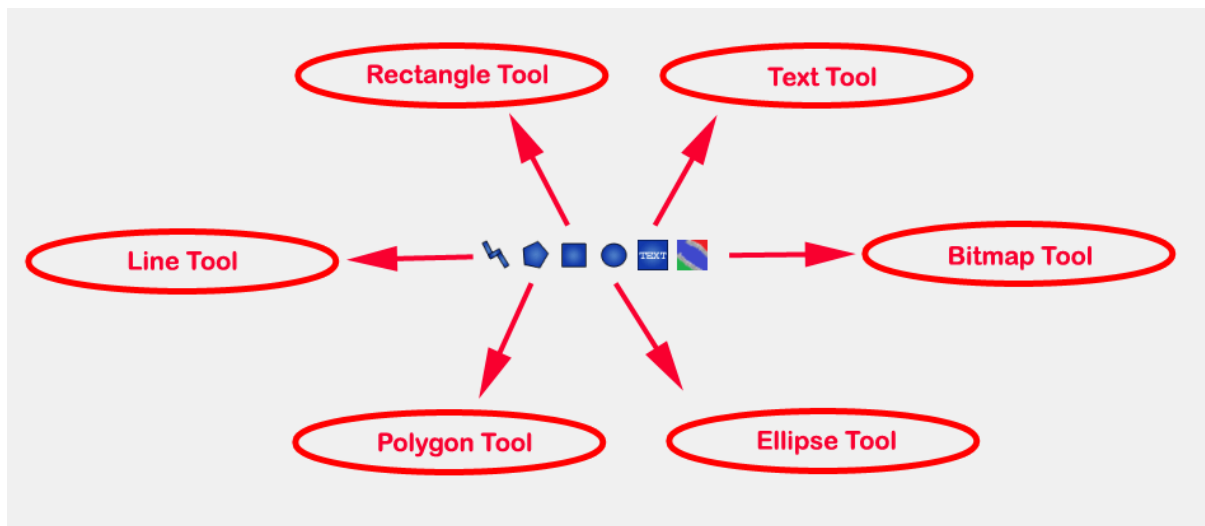 Rectangle Tool
Text Tool
Line Tool
TEXT
Bitmap Tool
Polygon Tool
Ellipse Tool